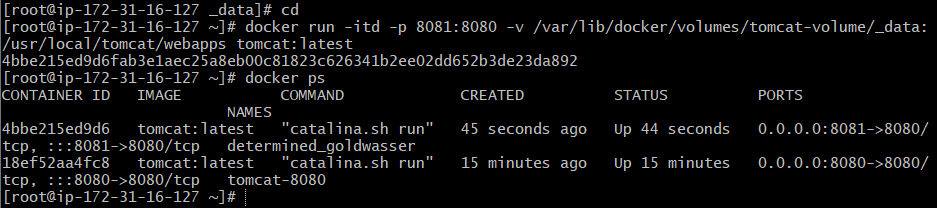 [root@ip-172-31-16-127 _data]# cd
[root@ip-172-31-16-127 ~]# docker run -itd -p 8081:8080 -v /var/lib/docker/volumes/tomcat-volume/_data:
/usr/local/tomcat/webapps tomcat:latest
4bbe215ed9d6fab3e1aec25a8eb00c81823c626341b2ee02dd652b3de23da892
[root@ip-172-31-16-127 ~]# docker ps
CONTAINER ID   IMAGE           COMMAND             CREATED          STATUS          PORTS
                         NAMES
4bbe215ed9d6   tomcat:latest   "catalina.sh run"   45 seconds ago   Up 44 seconds   0.0.0.0:8081->8080/
tcp, :::8081->8080/tcp   determined_goldwasser
18ef52aa4fc8   tomcat:latest   "catalina.sh run"   15 minutes ago   Up 15 minutes   0.0.0.0:8080->8080/
tcp, :::8080->8080/tcp   tomcat-8080
[root@ip-172-31-16-127 ~]#